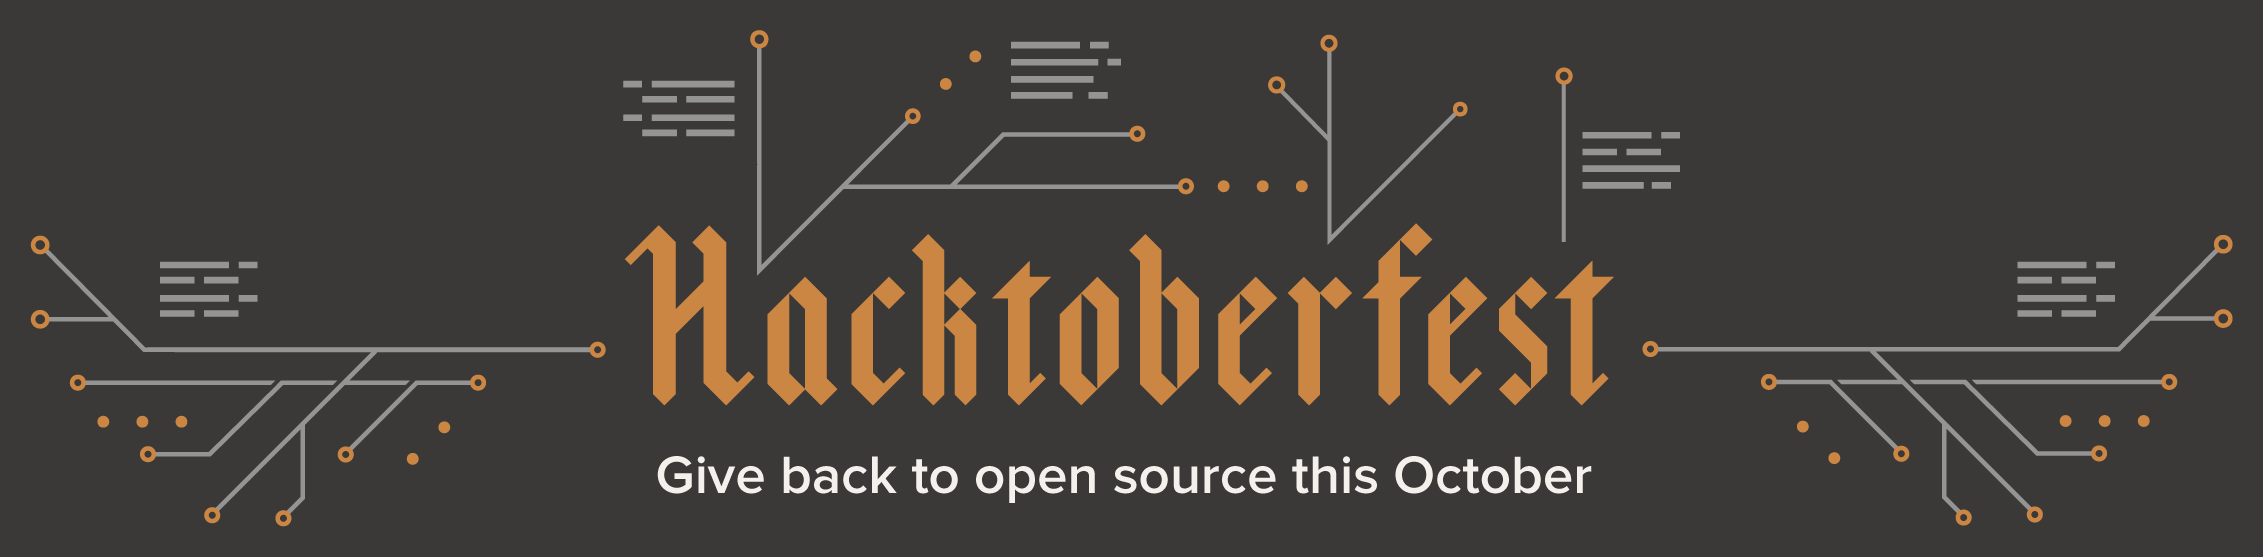 Hacktoberfest
Give back to open source this October